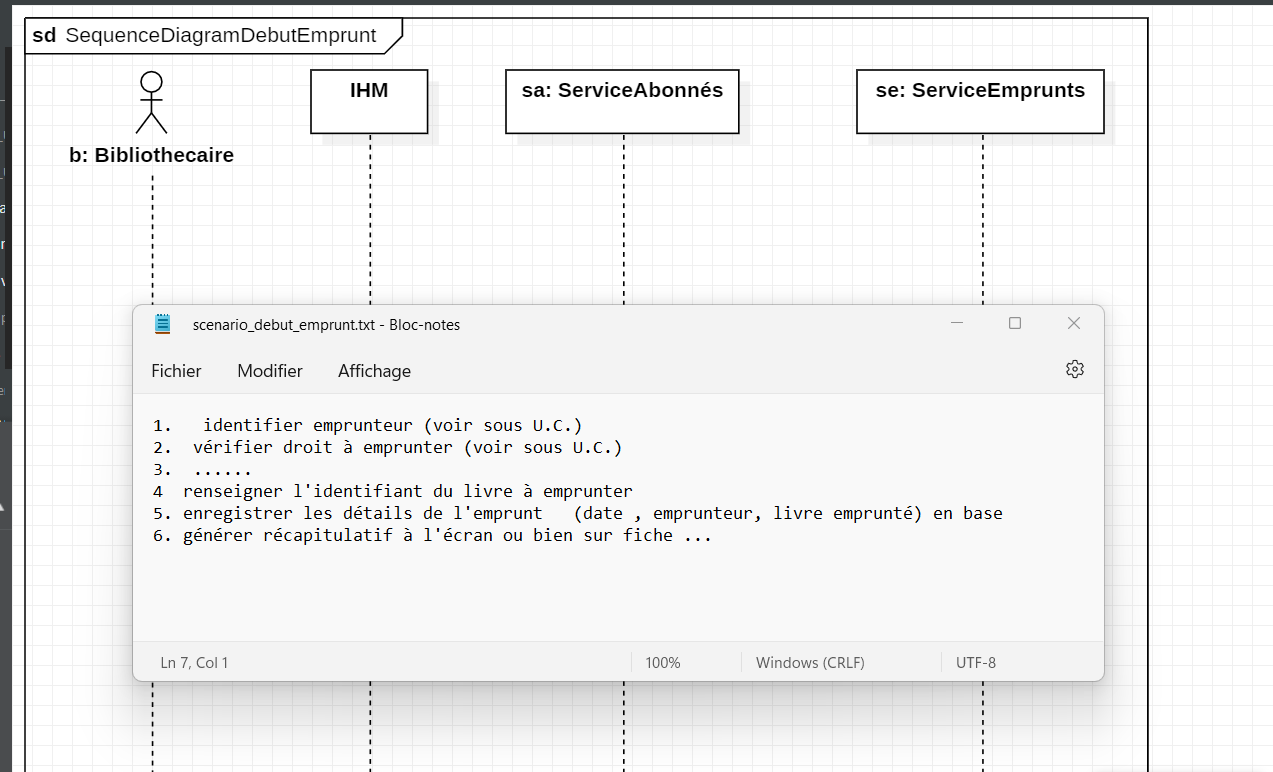 sd SequenceDiagramDebutEmprunt
IHM
sa: ServiceAbonnés
se: ServiceEmprunts
b: Bibliothecaire
scenario_debut_emprunt.txt - Bloc-notes
Fichier Modifier Affichage
1. identifier emprunteur (voir sous U.C.)
2. vérifier droit à emprunter (voir sous U.C.)
3. ......
4 renseigner l'identifiant du livre à emprunter
5. enregistrer les détails de l'emprunt (date , emprunteur, livre emprunté) en base
6. générer récapitulatif à l'écran ou bien sur fiche ...
Ln 7, Col 1 100% Windows (CRLF) UTF-8